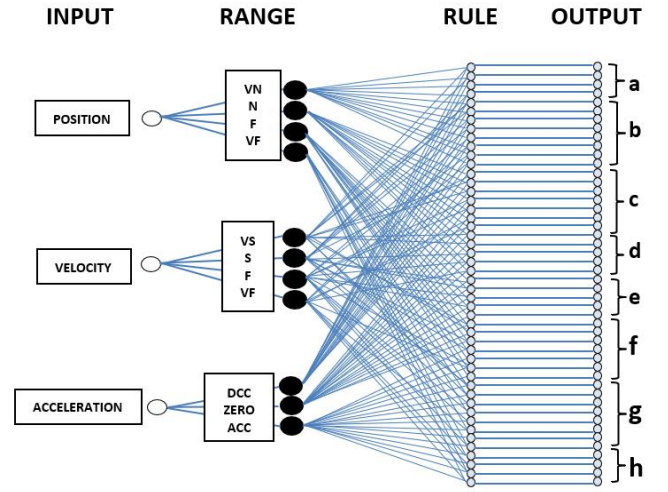 INPUT RANGE RULE OUTPUT
POSITION
VN
N
F
VF
VELOCITY
VS
S
F
VF
ACCELERATION
DCC
ZERO
ACC
a
b
c
d
e
f
g
h